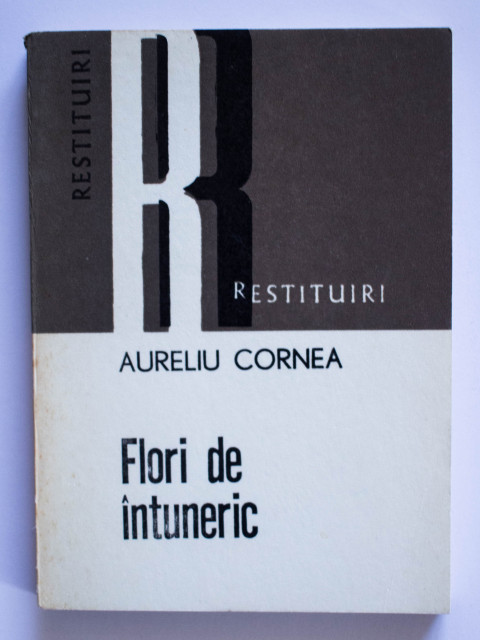 RESTITUIRI
R
RESTITUIRI
AURELIU CORNEA
Flori de
întuneric